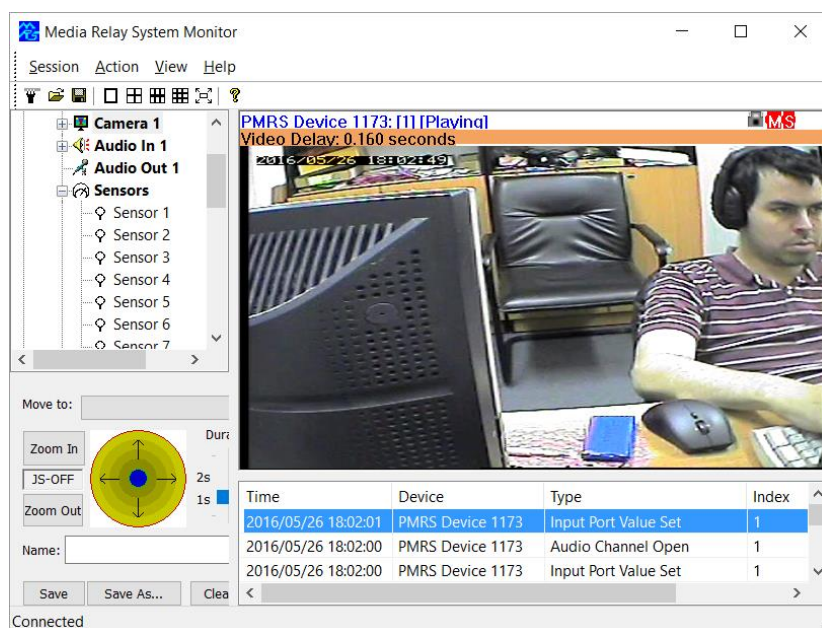 Media Relay System Monitor
Session Action View Help
Camera 1
Audio In 1
Audio Out 1
Sensors
Sensor 1
Sensor 2
Sensor 3
Sensor 4
Sensor 5
Sensor 6
Sensor 7
PMRS Device 1173: [1] [Playing]
MS
Video Delay: 0.160 seconds
2016/05/26 18:02:49
Move to:
Zoom In
JS-OFF
Zoom Out
Dura
2s
1s
Name:
Save Save As... Clea
Time Device Type Index
2016/05/26 18:02:01 PMRS Device 1173 Input Port Value Set 1
2016/05/26 18:02:00 PMRS Device 1173 Audio Channel Open 1
2016/05/26 18:02:00 PMRS Device 1173 Input Port Value Set 1
Connected